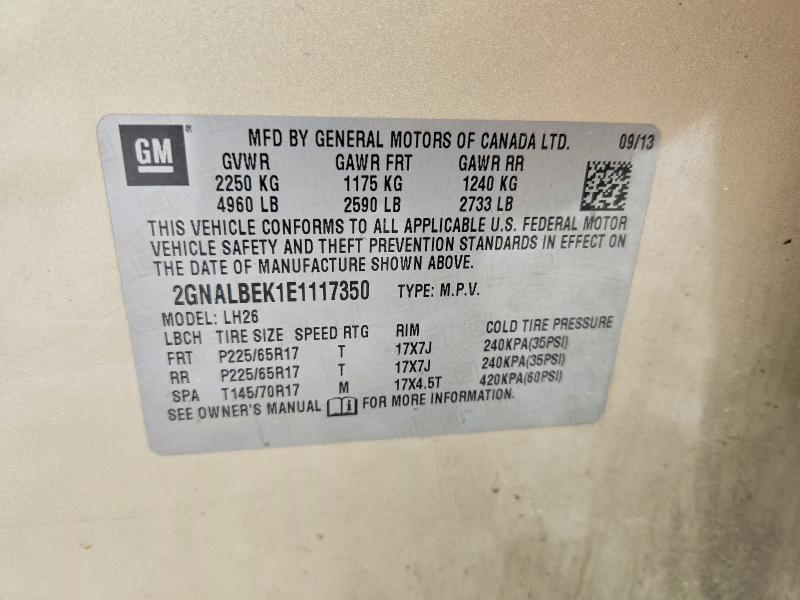 GM® MFD BY GENERAL MOTORS OF CANADA LTD. 09/13
GVWR GAWR FRT GAWR RR
2250 KG 1175 KG 1240 KG
4960 LB 2590 LB 2733 LB
THIS VEHICLE CONFORMS TO ALL APPLICABLE U.S. FEDERAL MOTOR
VEHICLE SAFETY AND THEFT PREVENTION STANDARDS IN EFFECT ON
THE DATE OF MANUFACTURE SHOWN ABOVE.
2GNALBEK1E1117350 TYPE: M.P.V.
MODEL: LH26
LBCH TIRE SIZE SPEED RTG RIM COLD TIRE PRESSURE
FRT P225/65R17 T 17X7J 240KPA(35PSI)
RR P225/65R17 T 17X7J 240KPA(35PSI)
SPA T145/70R17 M 17X4.5T 420KPA(60PSI)
SEE OWNER'S MANUAL FOR MORE INFORMATION.